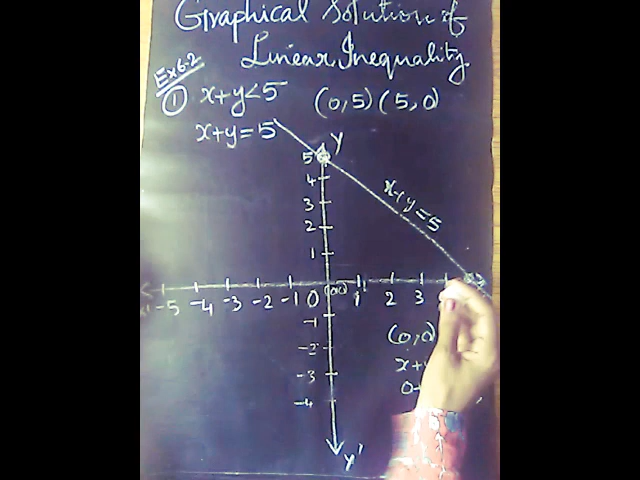 Graphical Solution of
Linear Inequality
Ex 6.2
① x+y<5 (0,5) (5,0)
x+y=5
Y
5
4
3
2
1
x+y=5
-5 -4 -3 -2 -1 0 (0,0) 1 2 3
-1
-2
-3
-4
(0,0)
x+
0+
Y'